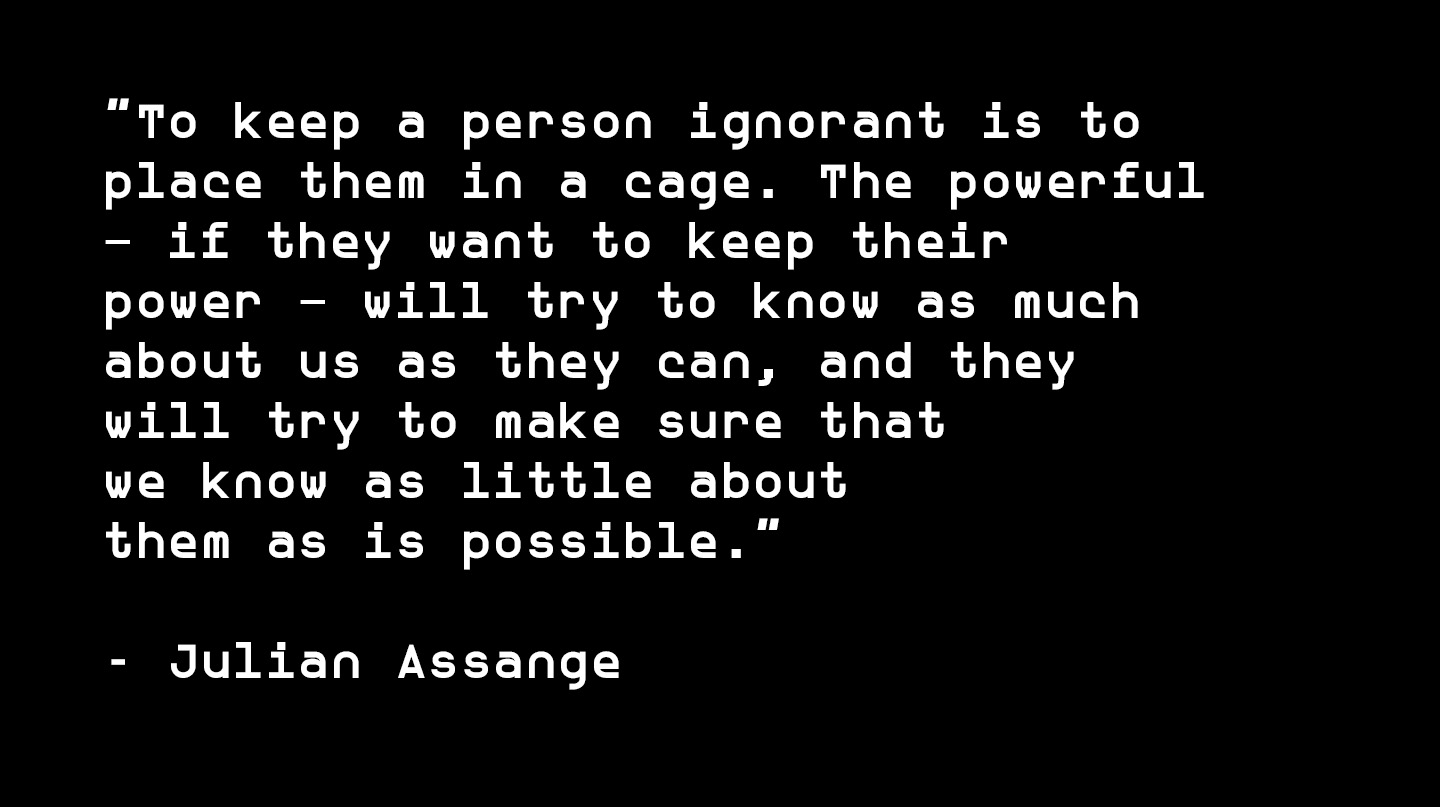 "To keep a person ignorant is to
place them in a cage. The powerful
– if they want to keep their
power – will try to know as much
about us as they can, and they
will try to make sure that
we know as little about
them as is possible."
- Julian Assange